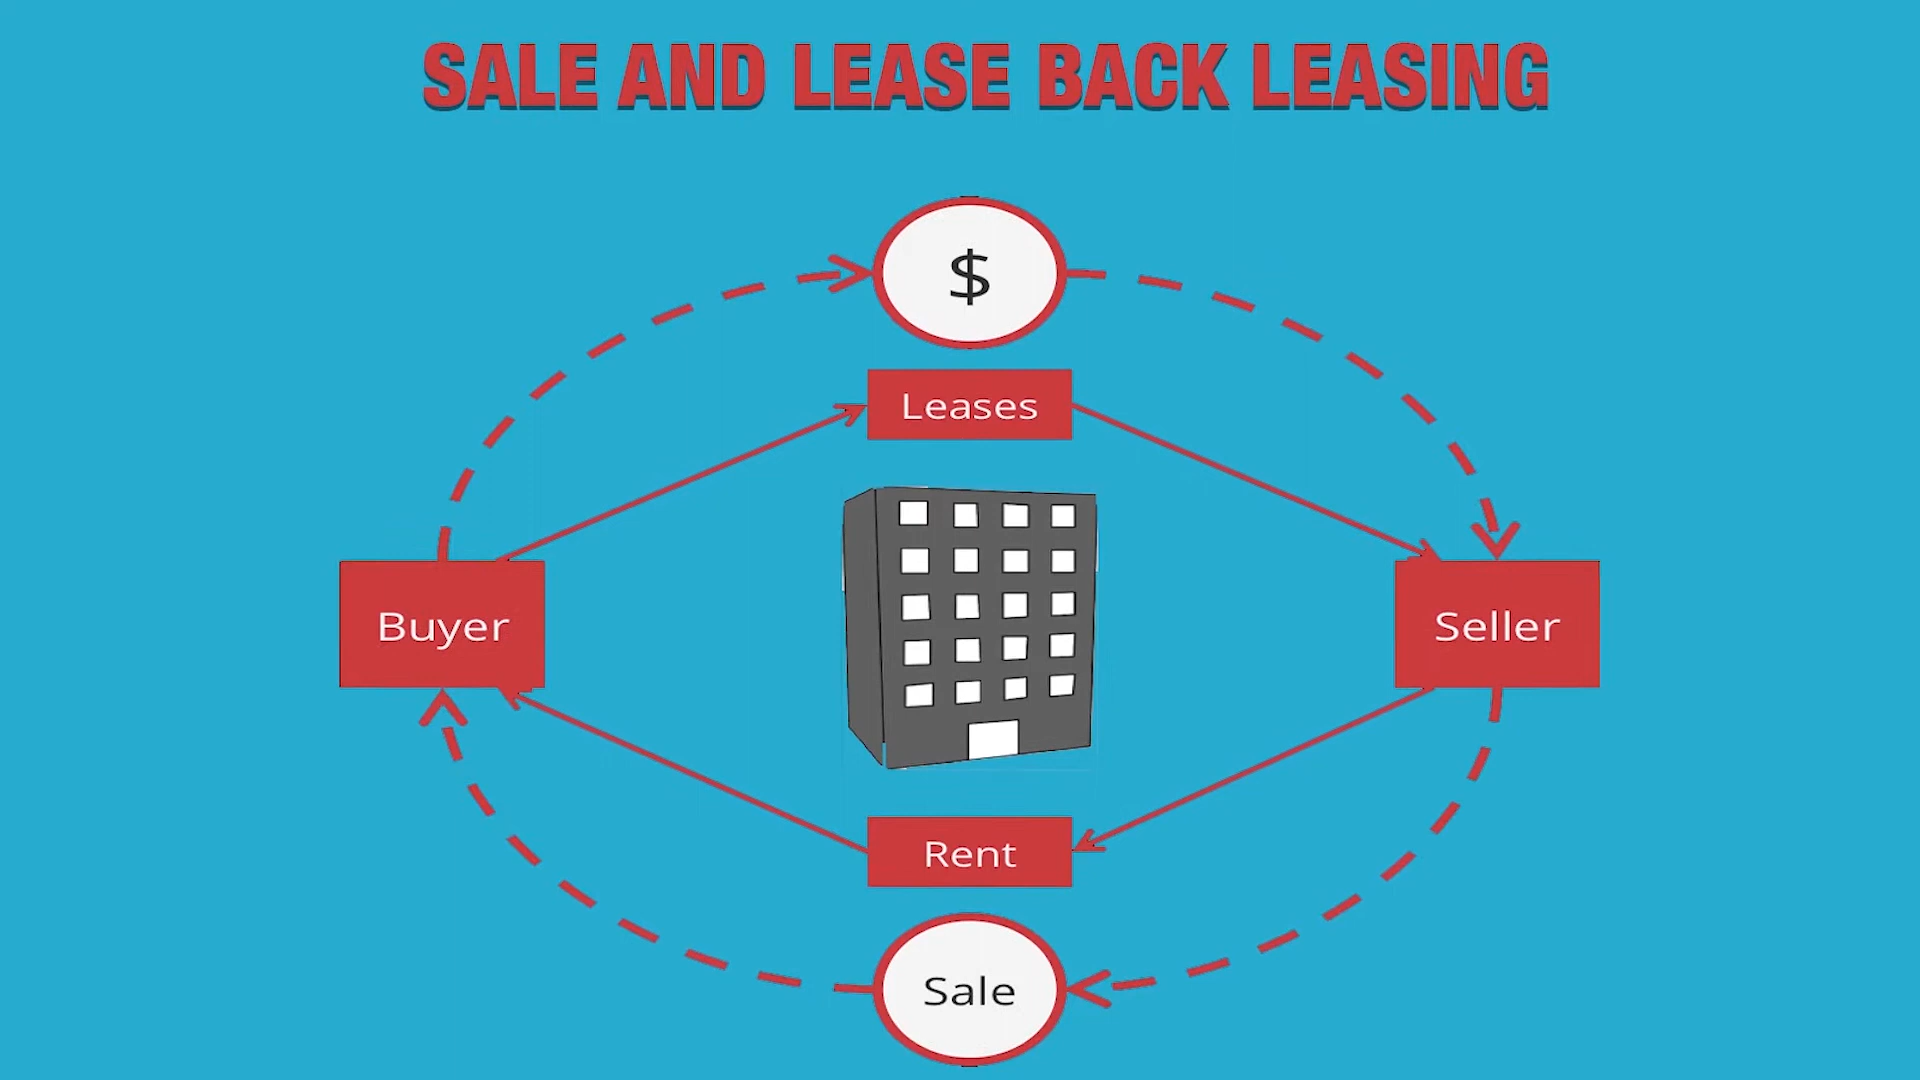 SALE AND LEASE BACK LEASING
$
Leases
Buyer
Seller
Rent
Sale